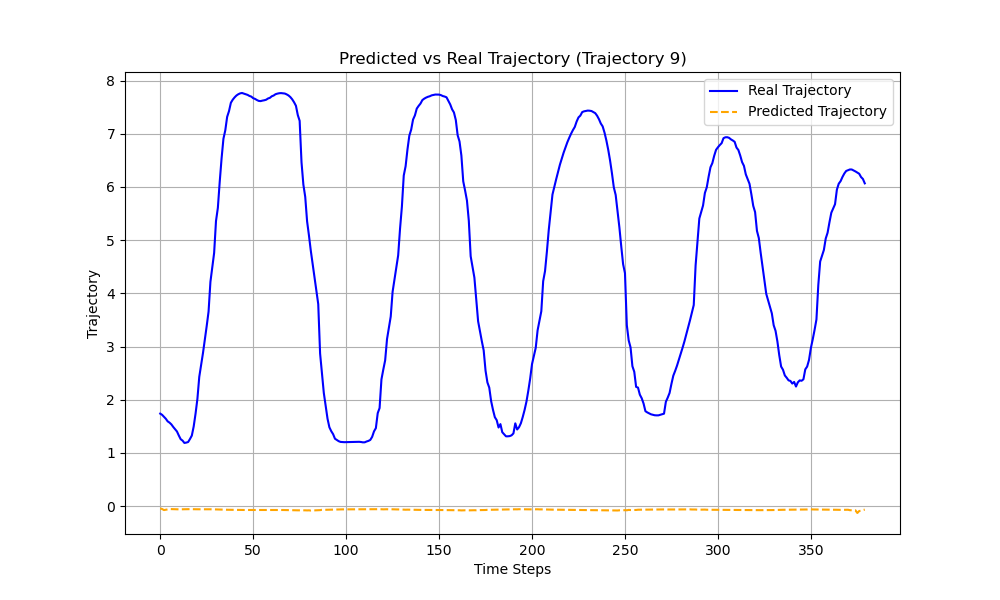 Predicted vs Real Trajectory (Trajectory 9)
Real Trajectory
Predicted Trajectory
8
7
6
5
4
3
2
1
0
Trajectory
0 50 100 150 200 250 300 350
Time Steps